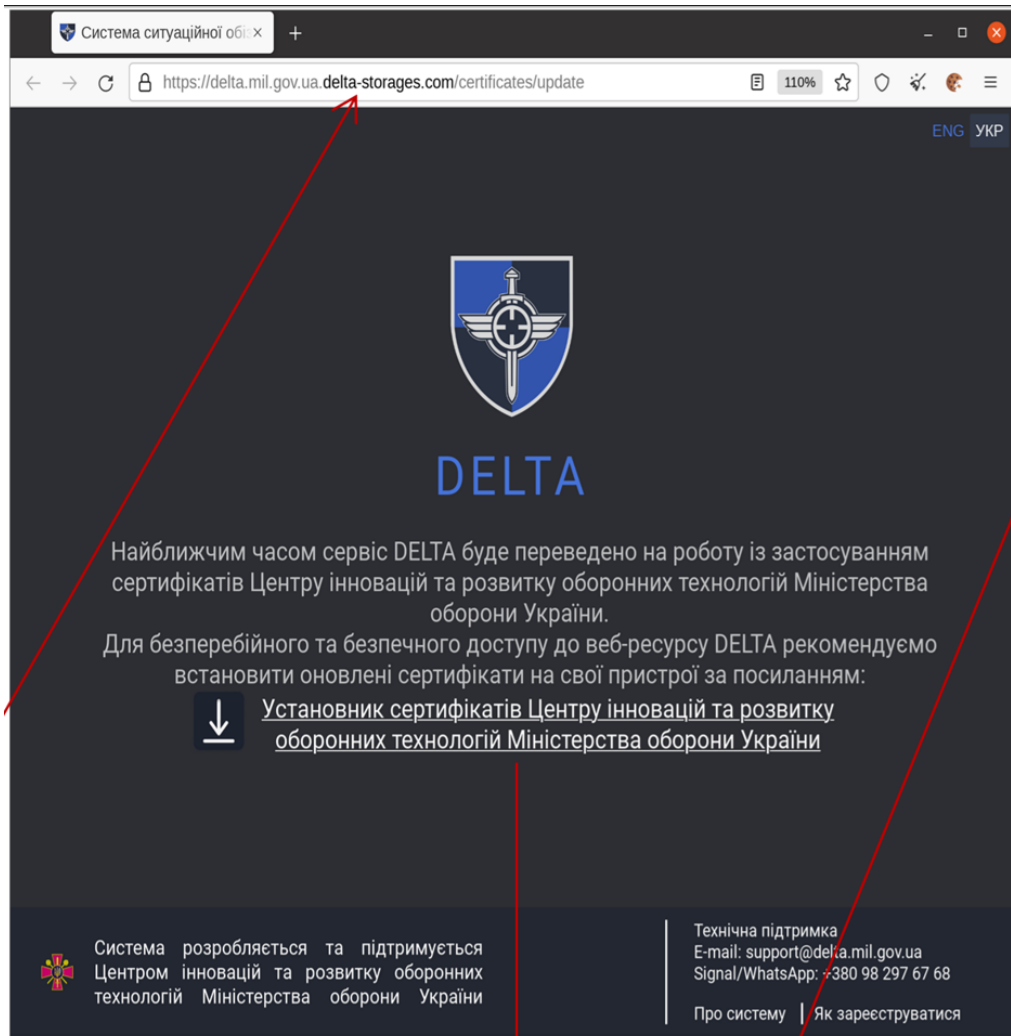 Система ситуаційної обіз
https://delta.mil.gov.ua.delta-storages.com/certificates/update
110%
ENG УКР
DELTA
Найближчим часом сервіс DELTA буде переведено на роботу із застосуванням
сертифікатів Центру інновацій та розвитку оборонних технологій Міністерства
оборони України.
Для безперебійного та безпечного доступу до веб-ресурсу DELTA рекомендуємо
встановити оновлені сертифікати на свої пристрої за посиланням:
Установник сертифікатів Центру інновацій та розвитку
оборонних технологій Міністерства оборони України
Система розробляється та підтримується
Центром інновацій та розвитку оборонних
технологій Міністерства оборони України
Технічна підтримка
E-mail: support@delta.mil.gov.ua
Signal/WhatsApp: +380 98 297 67 68
Про систему | Як зареєструватися